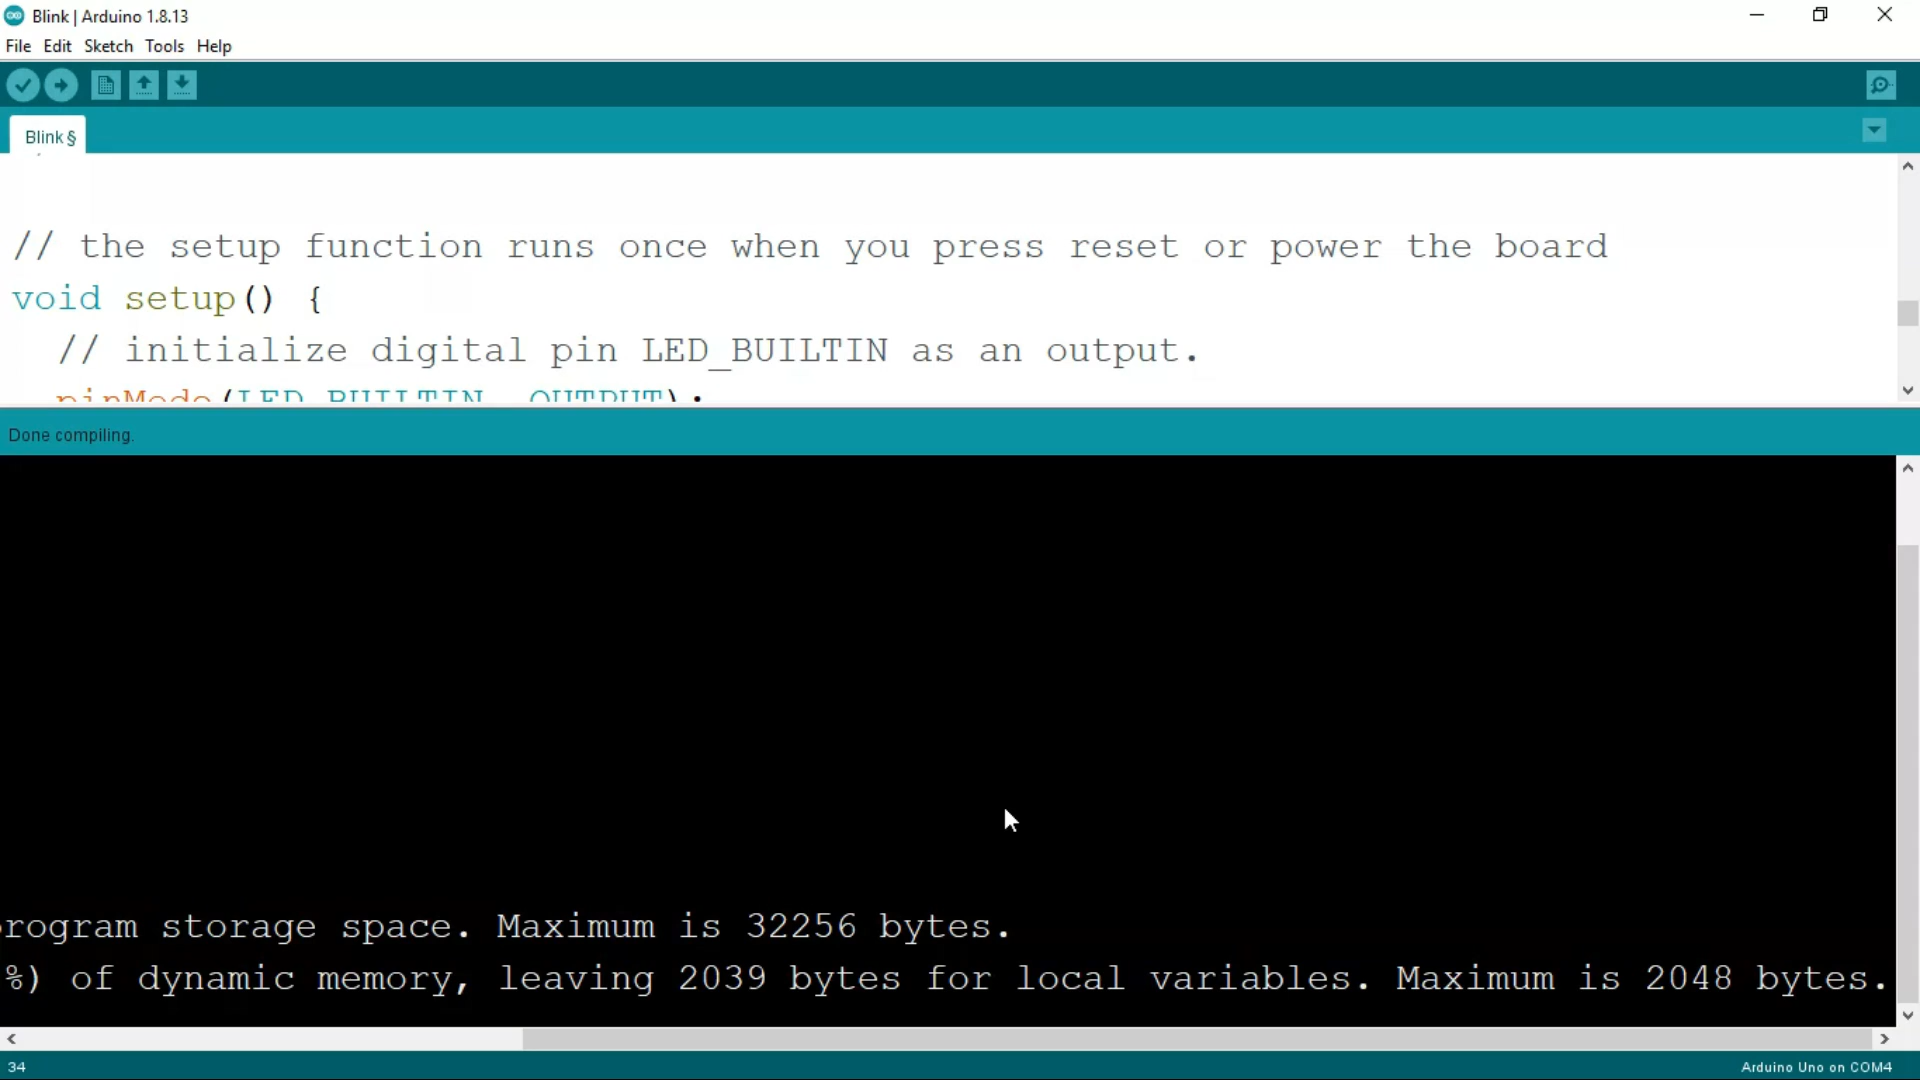 Blink | Arduino 1.8.13
File Edit Sketch Tools Help
Blink §
// the setup function runs once when you press reset or power the board
void setup() {
// initialize digital pin LED_BUILTIN as an output.
pinMode(LED_BUILTIN, OUTPUT);
Done compiling.
rogram storage space. Maximum is 32256 bytes.
%) of dynamic memory, leaving 2039 bytes for local variables. Maximum is 2048 bytes.
34
Arduino Uno on COM4